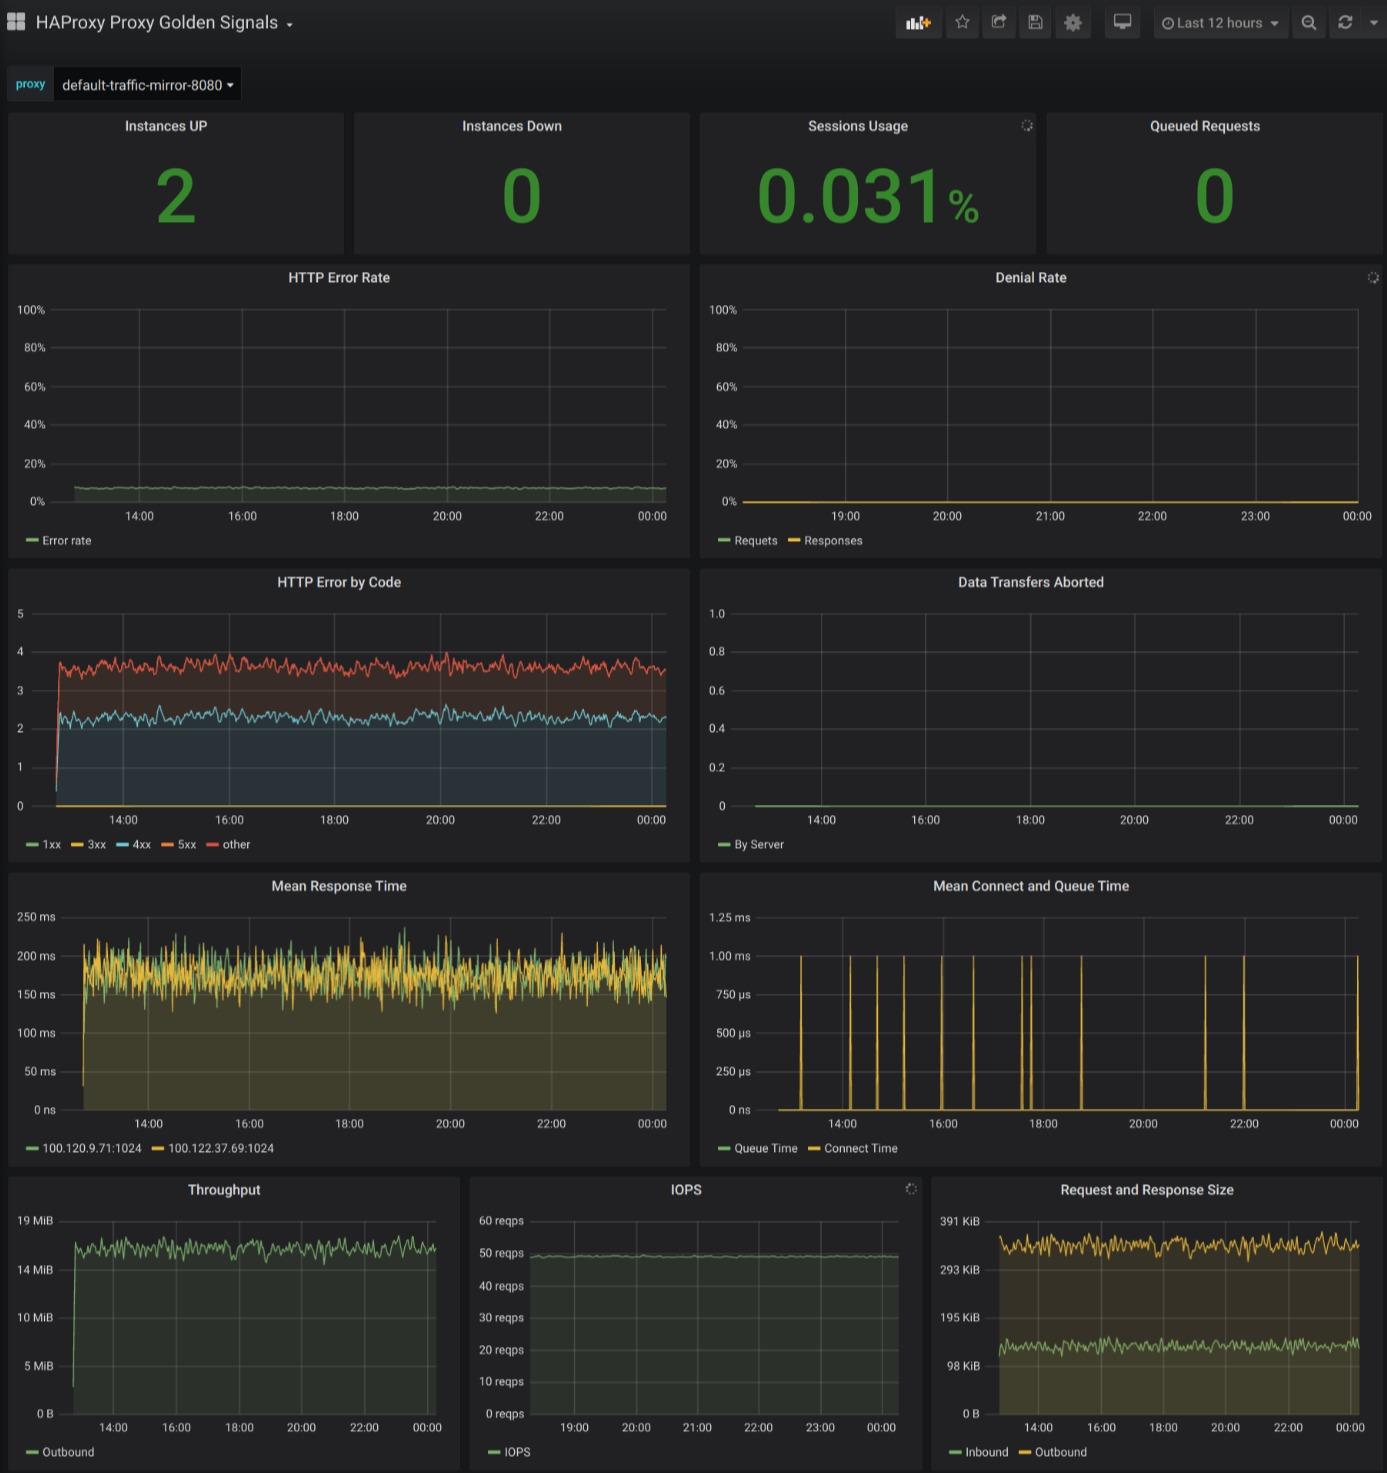 HAProxy Proxy Golden Signals
Last 12 hours
proxy default-traffic-mirror-8080
Instances UP
2
Instances Down
0
Sessions Usage
0.031%
Queued Requests
0
HTTP Error Rate
100%
80%
60%
40%
20%
0%
14:00 16:00 18:00 20:00 22:00 00:00
Error rate
Denial Rate
100%
80%
60%
40%
20%
0%
19:00 20:00 21:00 22:00 23:00 00:00
Requets Responses
HTTP Error by Code
5
4
3
2
1
0
14:00 16:00 18:00 20:00 22:00 00:00
1xx 3xx 4xx 5xx other
Data Transfers Aborted
1.0
0.8
0.6
0.4
0.2
0
14:00 16:00 18:00 20:00 22:00 00:00
By Server
Mean Response Time
250 ms
200 ms
150 ms
100 ms
50 ms
0 ns
14:00 16:00 18:00 20:00 22:00 00:00
100.120.9.71:1024 100.122.37.69:1024
Mean Connect and Queue Time
1.25 ms
1.00 ms
750 µs
500 µs
250 µs
0 ns
14:00 16:00 18:00 20:00 22:00 00:00
Queue Time Connect Time
Throughput
19 MiB
14 MiB
10 MiB
5 MiB
0 B
14:00 16:00 18:00 20:00 22:00 00:00
Outbound
IOPS
60 reqps
50 reqps
40 reqps
30 reqps
20 reqps
10 reqps
0 reqps
19:00 20:00 21:00 22:00 23:00 00:00
IOPS
Request and Response Size
391 KiB
293 KiB
195 KiB
98 KiB
0 B
14:00 16:00 18:00 20:00 22:00 00:00
Inbound Outbound